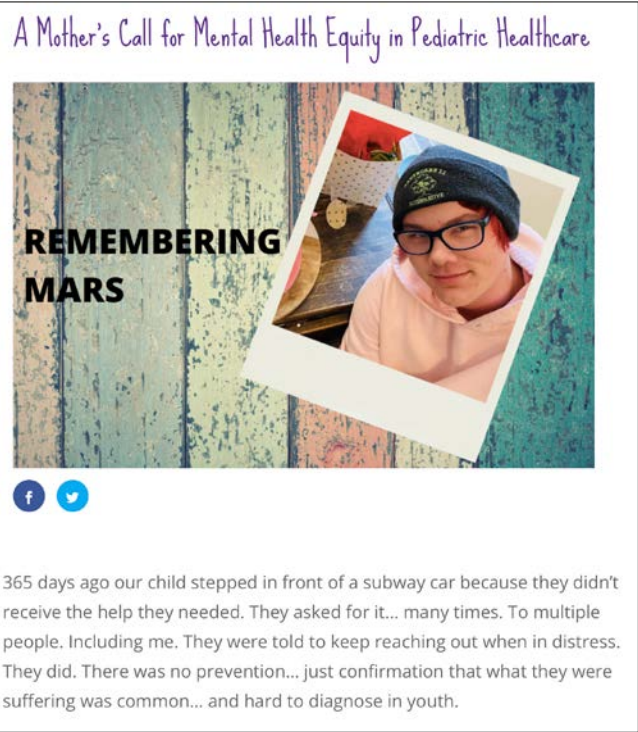 A Mother's Call for Mental Health Equity in Pediatric Healthcare
REMEMBERING
MARS
365 days ago our child stepped in front of a subway car because they didn't
receive the help they needed. They asked for it... many times. To multiple
people. Including me. They were told to keep reaching out when in distress.
They did. There was no prevention... just confirmation that what they were
suffering was common... and hard to diagnose in youth.